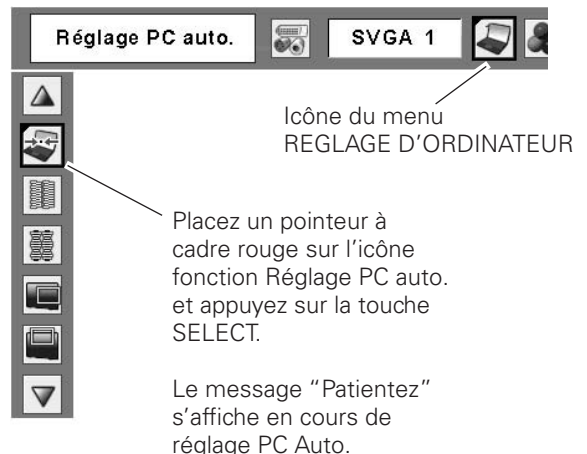 Réglage PC auto.
SVGA 1
Icône du menu
REGLAGE D'ORDINATEUR
Placez un pointeur à
cadre rouge sur l'icône
fonction Réglage PC auto.
et appuyez sur la touche
SELECT.
Le message “Patientez”
s'affiche en cours de
réglage PC Auto.